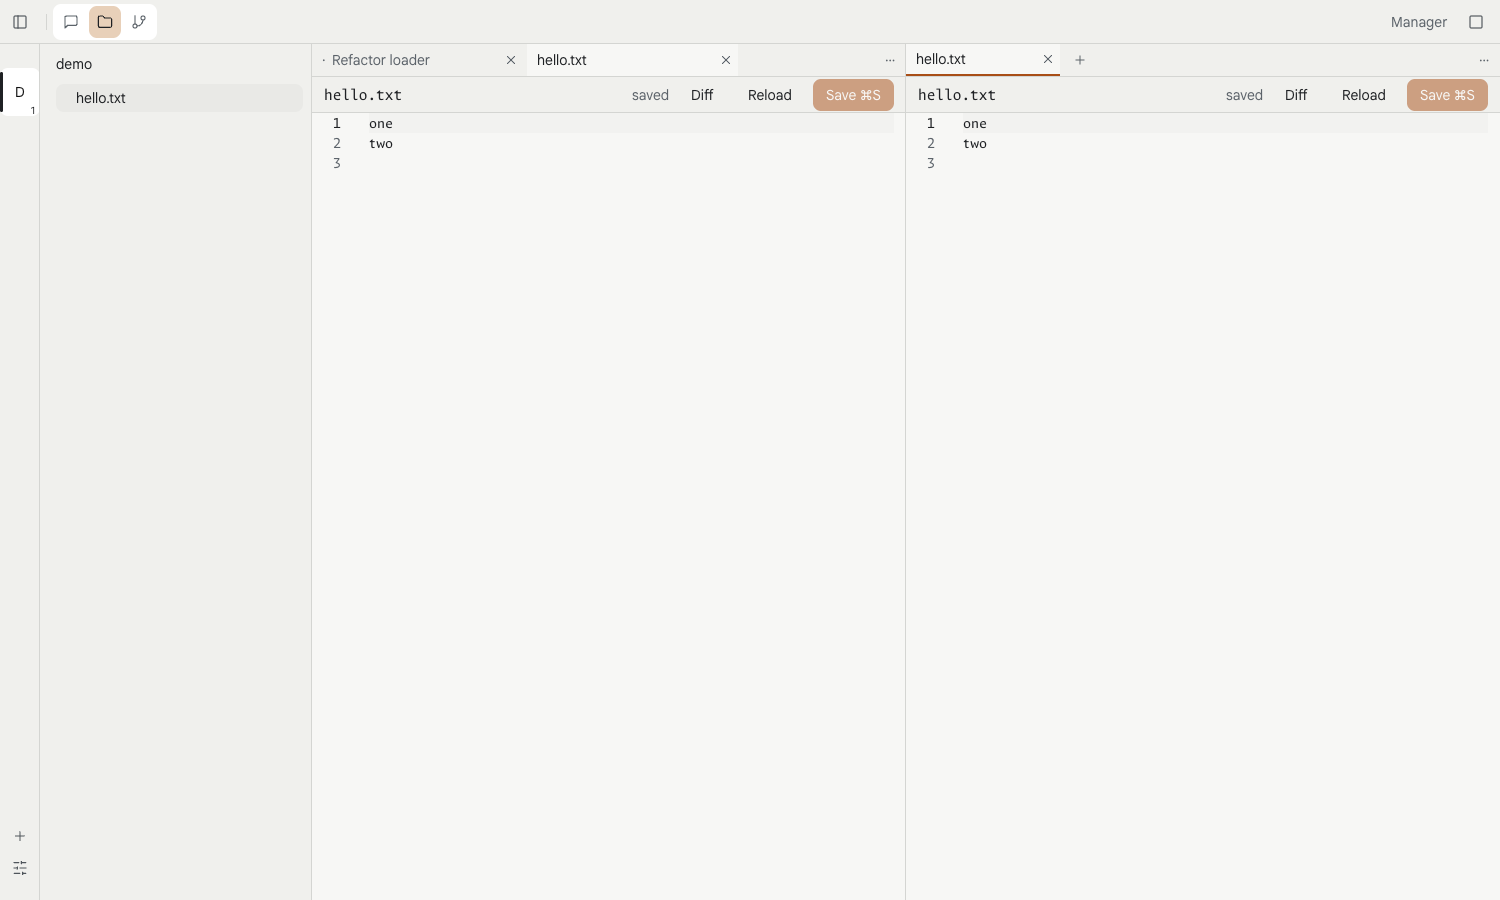 Manager
D
1
demo
hello.txt
· Refactor loader
hello.txt
hello.txt
saved Diff Reload Save ⌘S
1 one
2 two
3
hello.txt
hello.txt
saved Diff Reload Save ⌘S
1 one
2 two
3